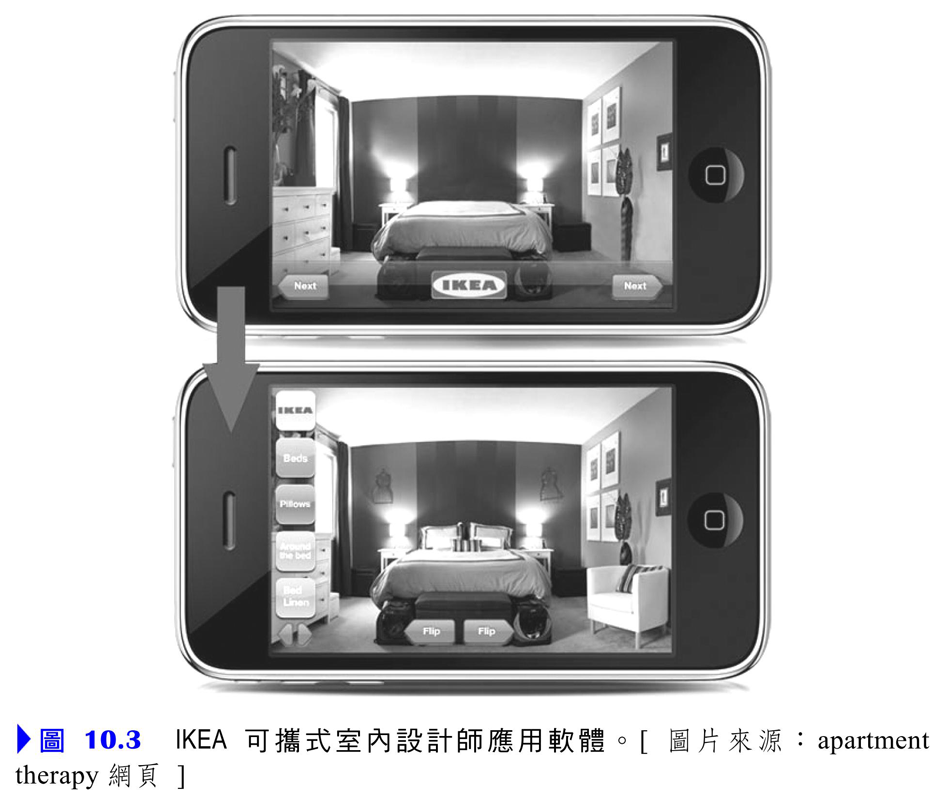 Next
IKEA
Next
IKEA
Beds
Pillows
Around
the bed
Bed
Linen
Flip
Flip
圖 10.3 IKEA 可攜式室內設計師應用軟體。[ 圖片來源：apartment
therapy 網頁 ]